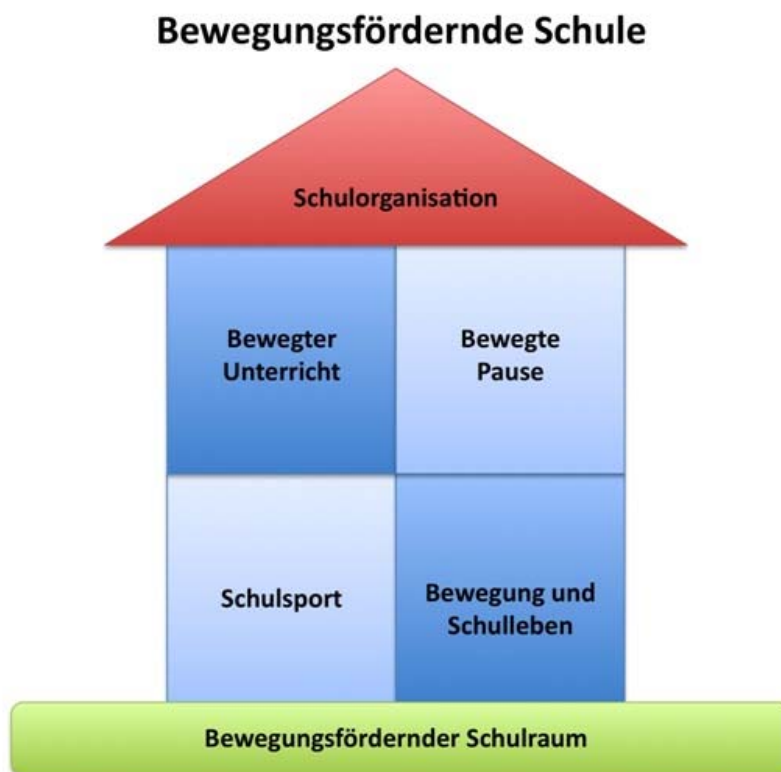 Bewegungsfördernde Schule
Schulorganisation
Bewegter
Unterricht
Bewegte
Pause
Schulsport
Bewegung und
Schulleben
Bewegungsfördernder Schulraum